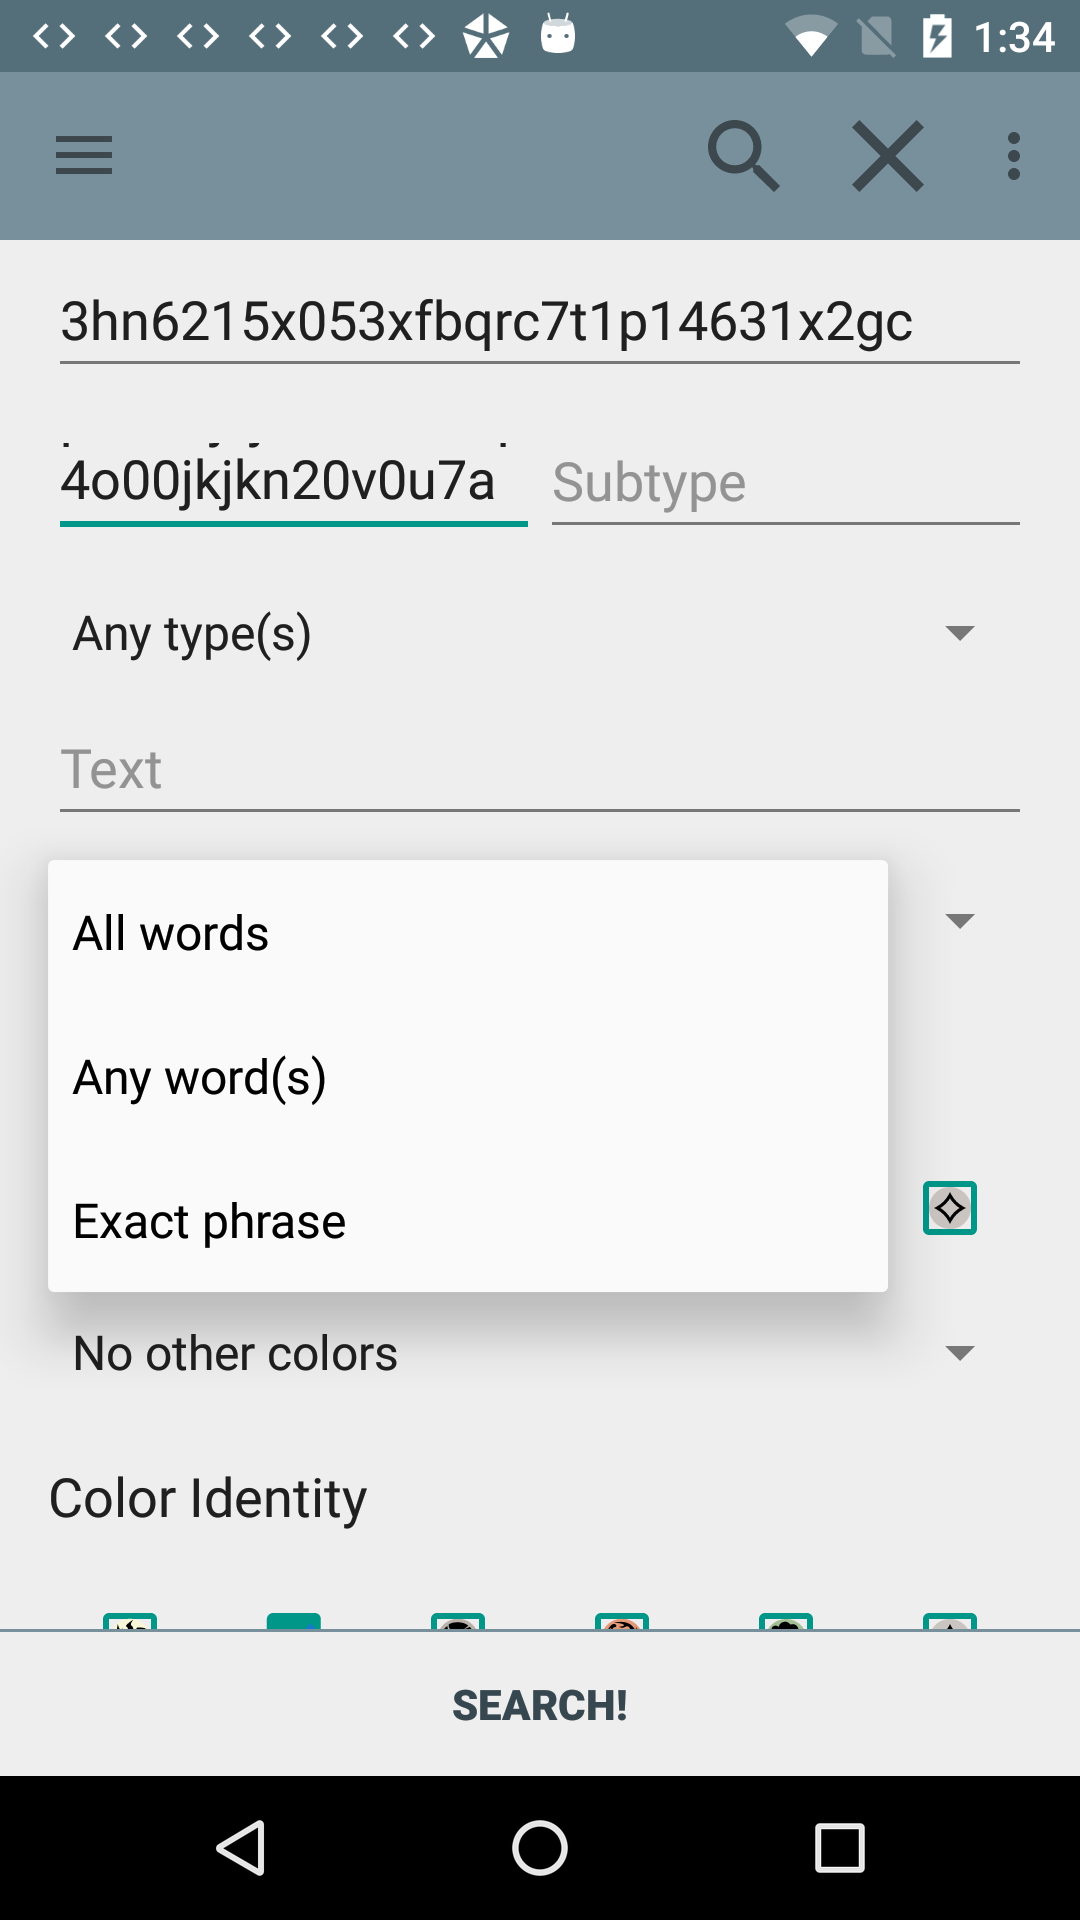 1:34
3hn6215x053xfbqrc7t1p14631x2gc
4o00jkjkn20v0u7a
Subtype
Any type(s)
Text
All words
Any word(s)
Exact phrase
No other colors
Color Identity
SEARCH!